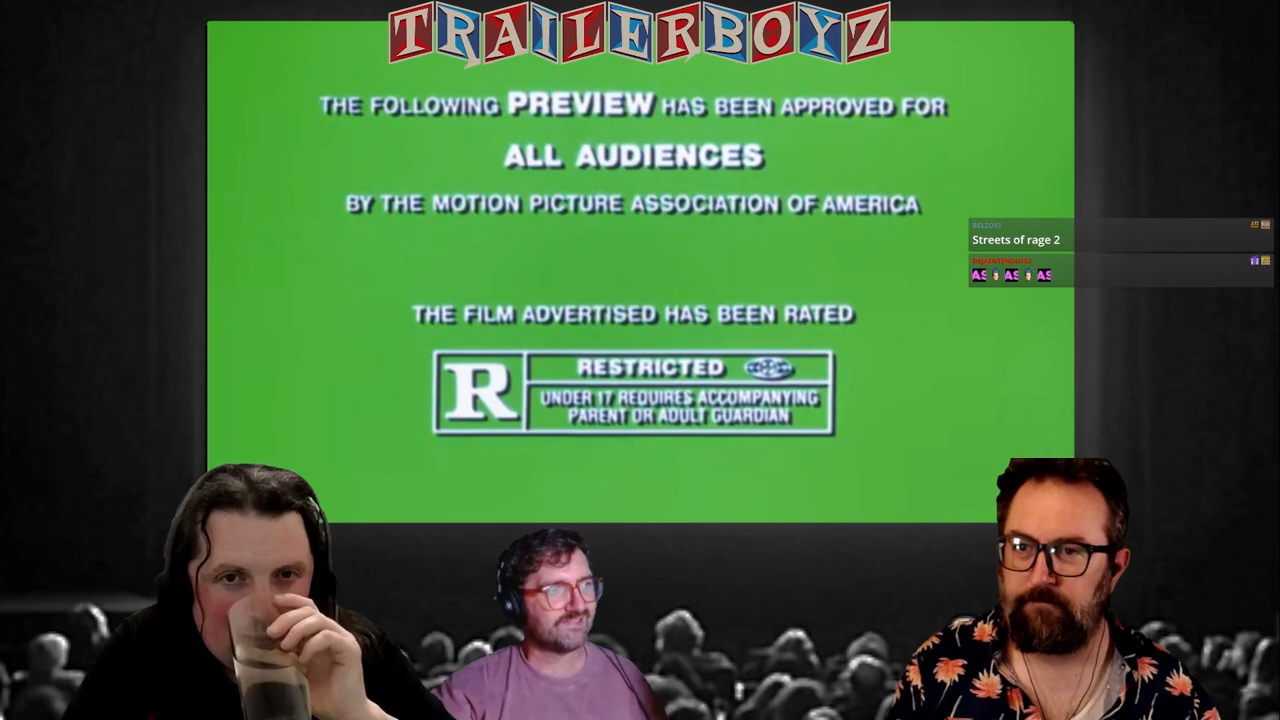 TRAILERBOYZ
THE FOLLOWING PREVIEW HAS BEEN APPROVED FOR
ALL AUDIENCES
BY THE MOTION PICTURE ASSOCIATION OF AMERICA
Streets of rage 2
THE FILM ADVERTISED HAS BEEN RATED
R
RESTRICTED
UNDER 17 REQUIRES ACCOMPANYING
PARENT OR ADULT GUARDIAN